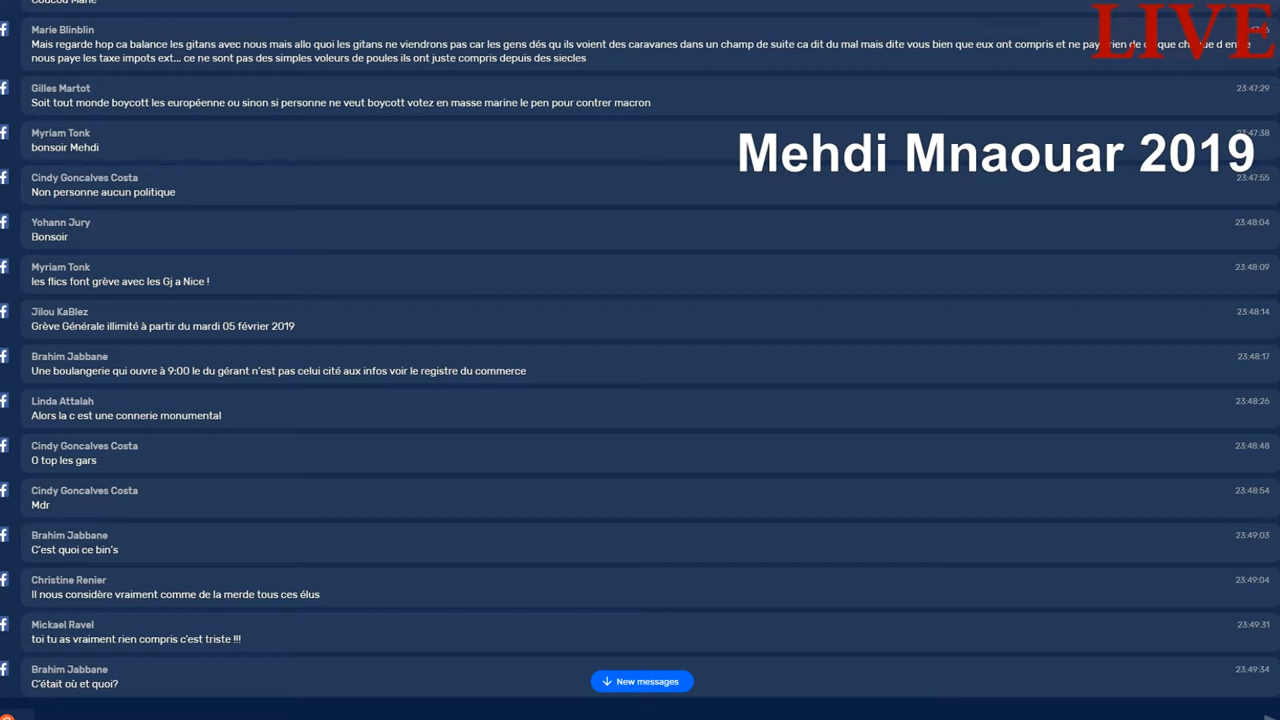 Coucou Marie
LIVE
Marie Blinblin
Mais regarde hop ca balance les gitans avec nous mais allo quoi les gitans ne viendrons pas car les gens dés qu ils voient des caravanes dans un champ de suite ca dit du mal mais dite vous bien que eux ont compris et ne pay rien de que d en e
nous paye les taxe impots ext... ce ne sont pas des simples voleurs de poules ils ont juste compris depuis des siecles
Gilles Martot 23:47:29
Soit tout monde boycott les européenne ou sinon si personne ne veut boycott votez en masse marine le pen pour contrer macron
Myriam Tonk 23:47:38
bonsoir Mehdi
Mehdi Mnaouar 2019
Cindy Goncalves Costa 23:47:55
Non personne aucun politique
Yohann Jury 23:48:04
Bonsoir
Myriam Tonk 23:48:09
les flics font grève avec les Gj a Nice !
Jilou KaBlez 23:48:14
Grève Générale illimité à partir du mardi 05 février 2019
Brahim Jabbane 23:48:17
Une boulangerie qui ouvre à 9:00 le du gérant n'est pas celui cité aux infos voir le registre du commerce
Linda Attalah 23:48:26
Alors la c est une connerie monumental
Cindy Goncalves Costa 23:48:48
O top les gars
Cindy Goncalves Costa 23:48:54
Mdr
Brahim Jabbane 23:49:03
C'est quoi ce bin's
Christine Renier 23:49:04
Il nous considère vraiment comme de la merde tous ces élus
Mickael Ravel 23:49:31
toi tu as vraiment rien compris c'est triste !!!
Brahim Jabbane 23:49:34
C'était où et quoi?
New messages